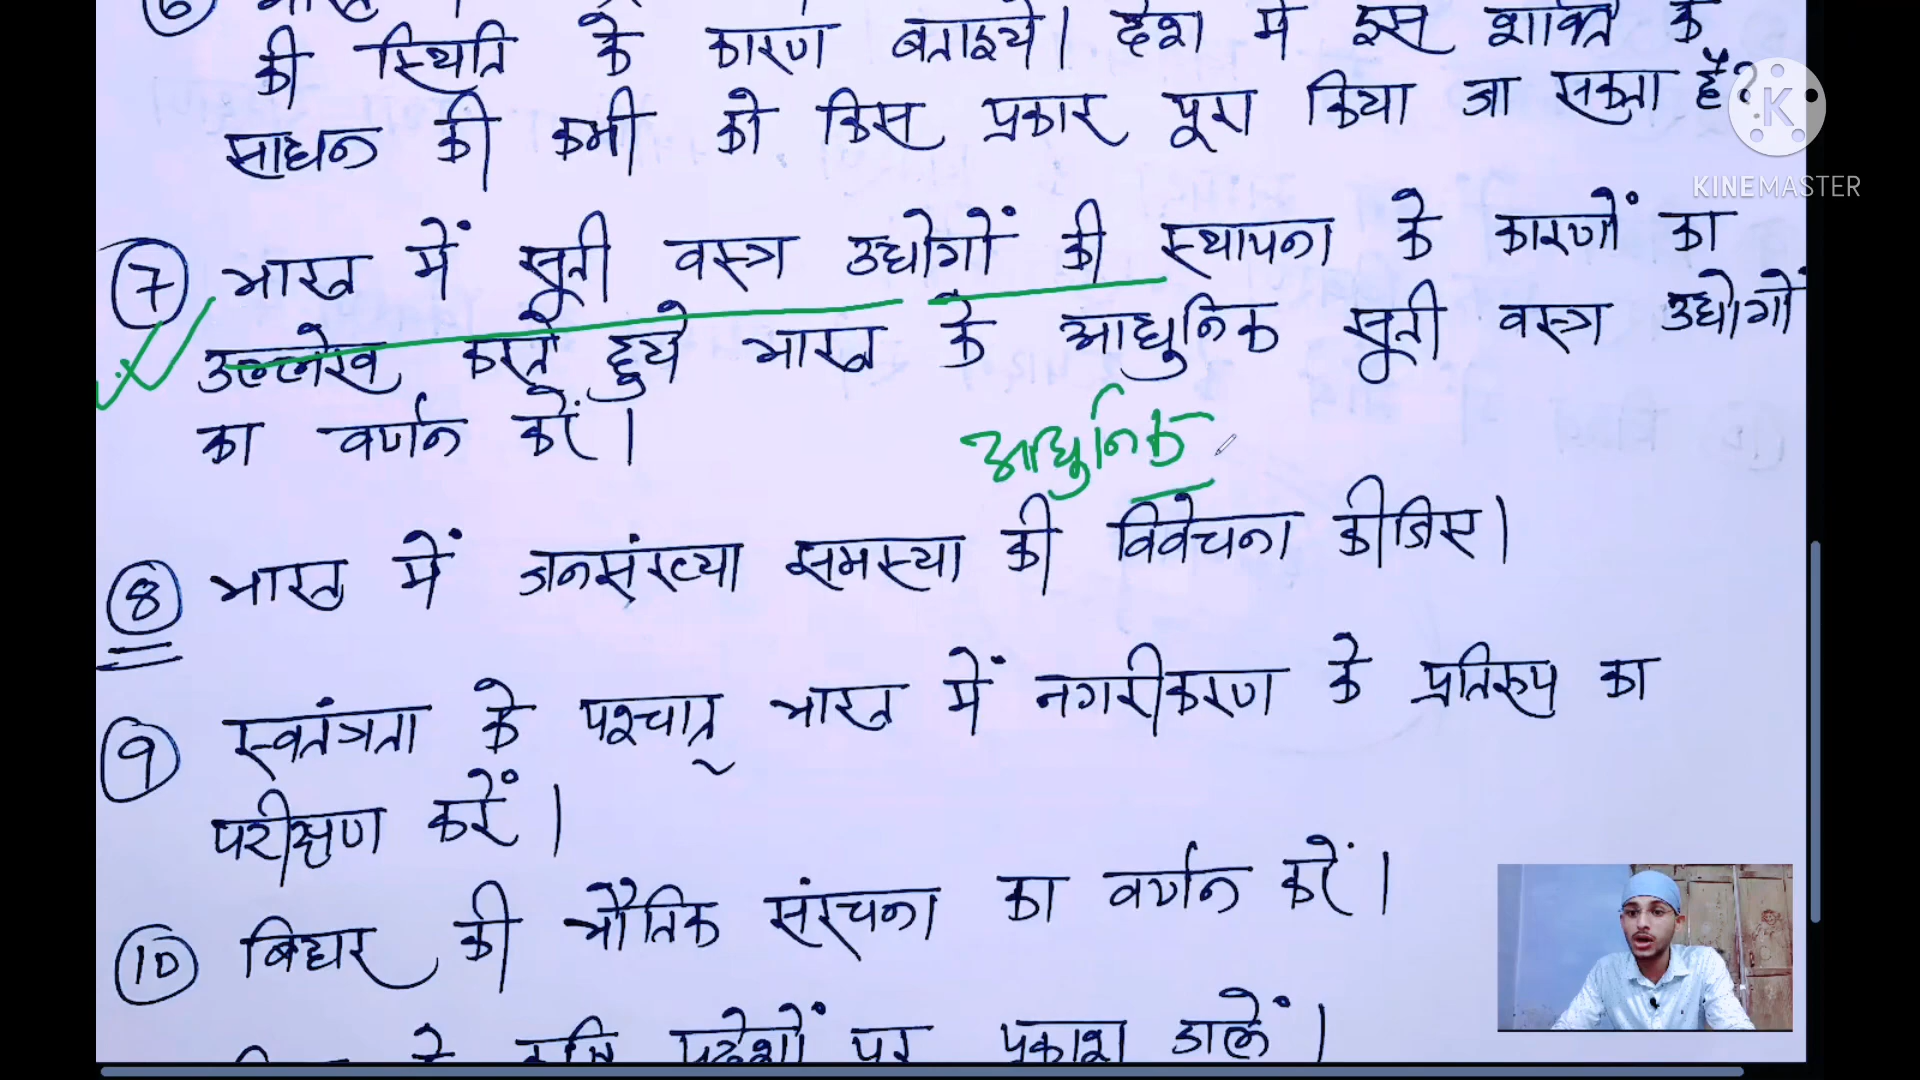 6
की स्थिति के कारण बताइये। देश में इस शक्ति के
साधन की कमी को किस प्रकार पूरा किया जा सकता है?
K
KINEMASTER
7 भारत में सूती वस्त्र उद्योगों की स्थापना के कारणों का
उल्लेख करते हुये भारत के आधुनिक सूती वस्त्र उद्योगों
का वर्णन करें।
आधुनिक
8 भारत में जनसंख्या समस्या की विवेचना कीजिए।
9 स्वतंत्रता के पश्चात् भारत में नगरीकरण के प्रतिरूप का
परीक्षण करें।
10 बिहार की भौतिक संरचना का वर्णन करें।
प्रदेशों पर प्रकाश डालें।